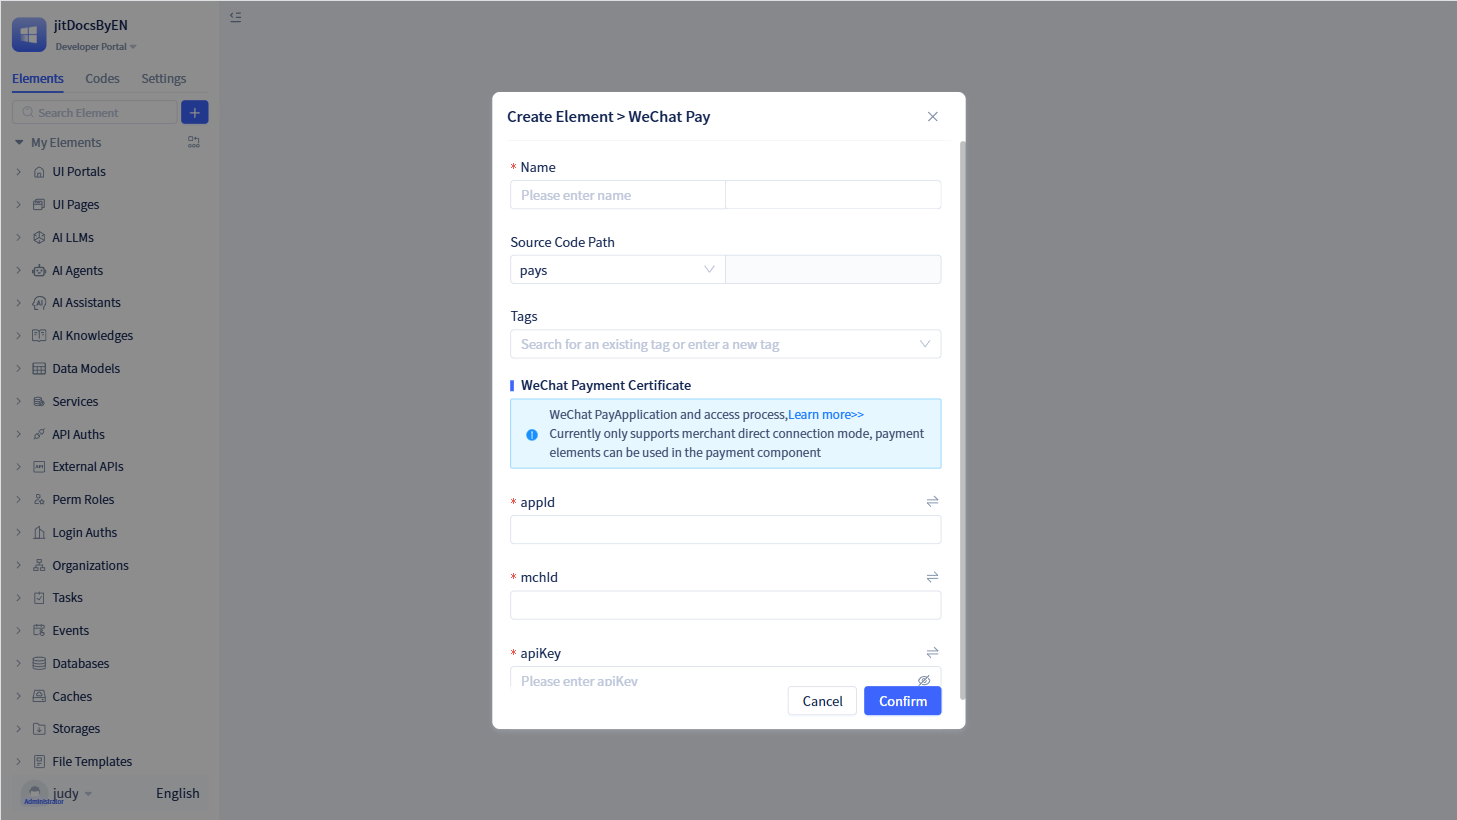 jitDocsByEN
Developer Portal
Elements
Codes
Settings
Search Element
My Elements
UI Portals
UI Pages
AI LLMs
AI Agents
AI Assistants
AI Knowledges
Data Models
Services
API Auths
External APIs
Perm Roles
Login Auths
Organizations
Tasks
Events
Databases
Caches
Storages
File Templates
judy
Administrator
English
Create Element > WeChat Pay
* Name
Please enter name
Source Code Path
pays
Tags
Search for an existing tag or enter a new tag
WeChat Payment Certificate
WeChat PayApplication and access process,Learn more>>
Currently only supports merchant direct connection mode, payment
elements can be used in the payment component
* appId
* mchId
* apiKey
Please enter apiKey
Cancel
Confirm